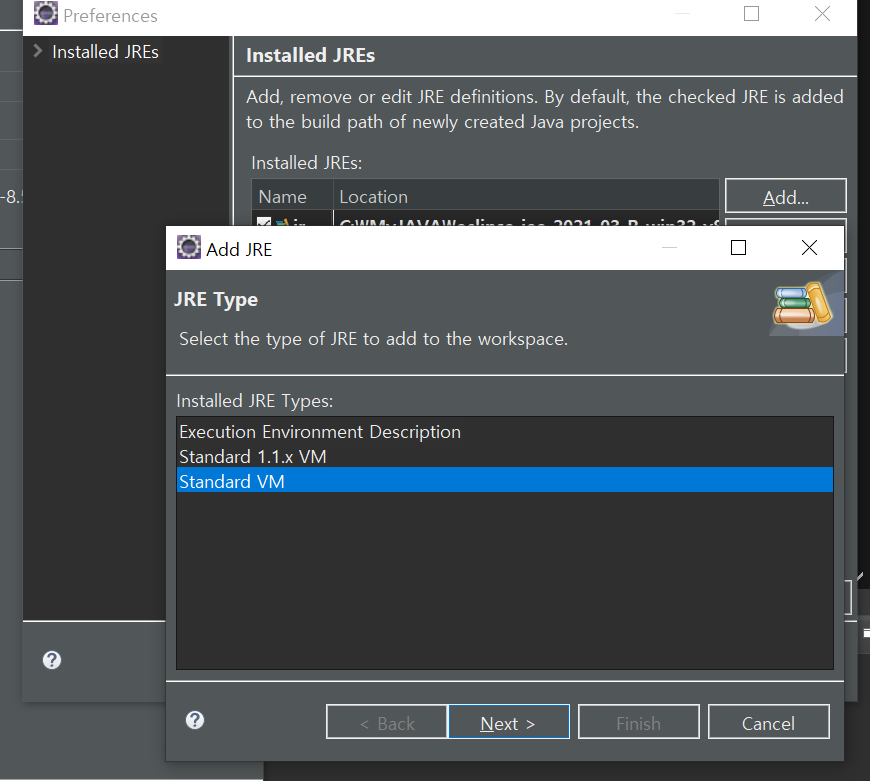 Preferences
Installed JREs
Installed JREs
Add, remove or edit JRE definitions. By default, the checked JRE is added
to the build path of newly created Java projects.
Installed JREs:
Name Location
Add...
-8.5
Add JRE
JRE Type
Select the type of JRE to add to the workspace.
Installed JRE Types:
Execution Environment Description
Standard 1.1.x VM
Standard VM
< Back Next > Finish Cancel